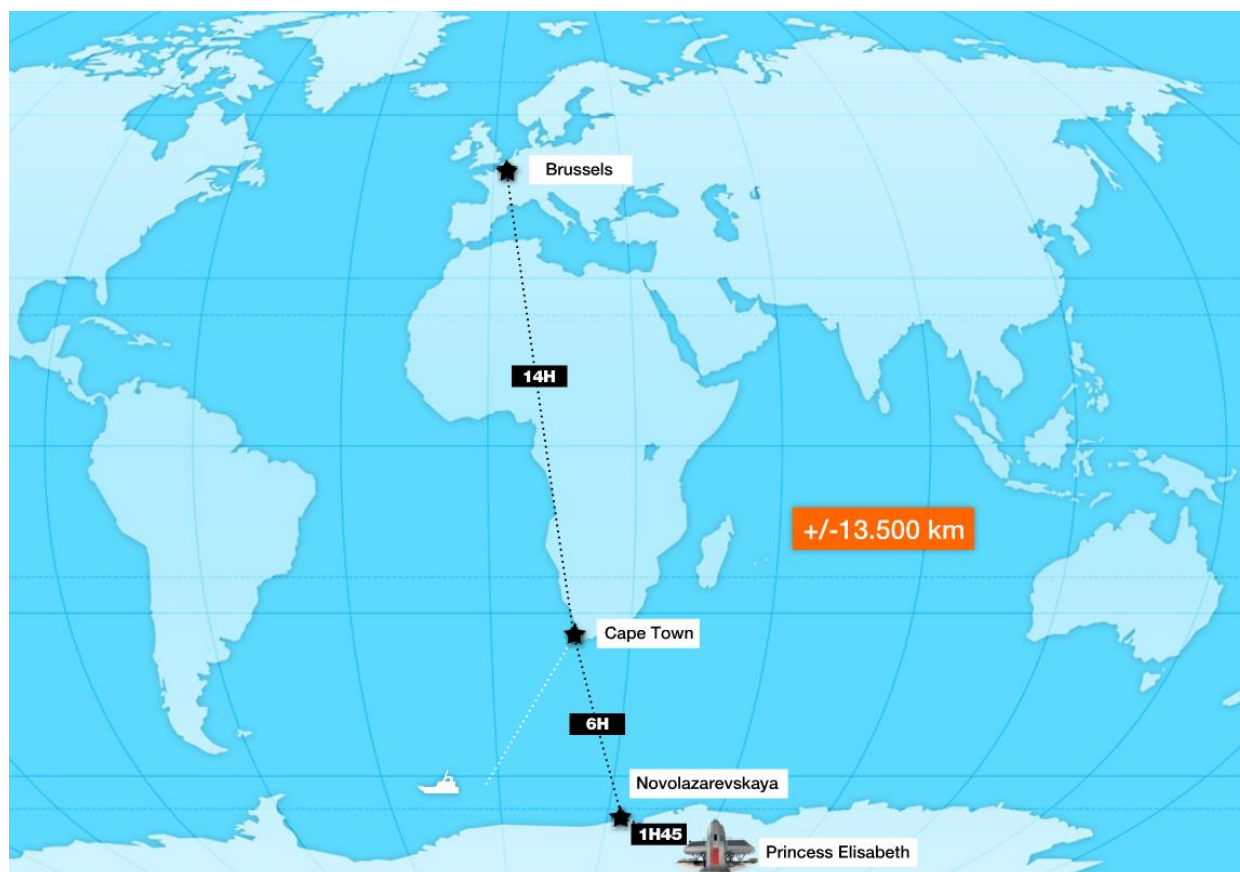 Brussels
14H
+/-13.500 km
Cape Town
6H
Novolazarevskaya
1H45
Princess Elisabeth